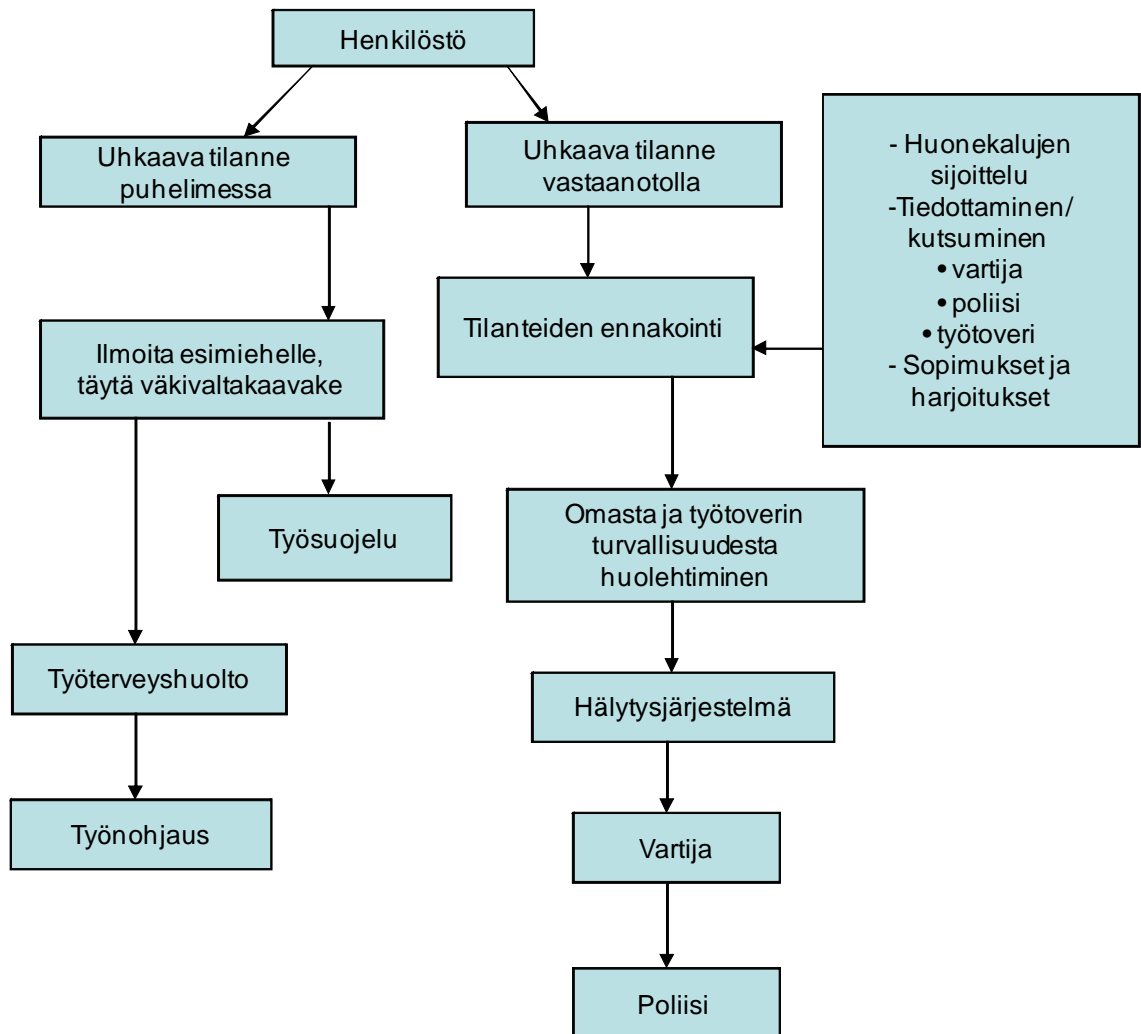 Henkilöstö
Uhkaava tilanne
puhelimessa
Uhkaava tilanne
vastaanotolla
- Huonekalujen
sijoittelu
-Tiedottaminen/
kutsuminen
• vartija
• poliisi
• työtoveri
- Sopimukset ja
harjoitukset
Tilanteiden ennakointi
Ilmoita esimiehelle,
täytä väkivaltakaavake
Työsuojelu
Omasta ja työtoverin
turvallisuudesta
huolehtiminen
Työterveyshuolto
Hälytysjärjestelmä
Työnohjaus
Vartija
Poliisi